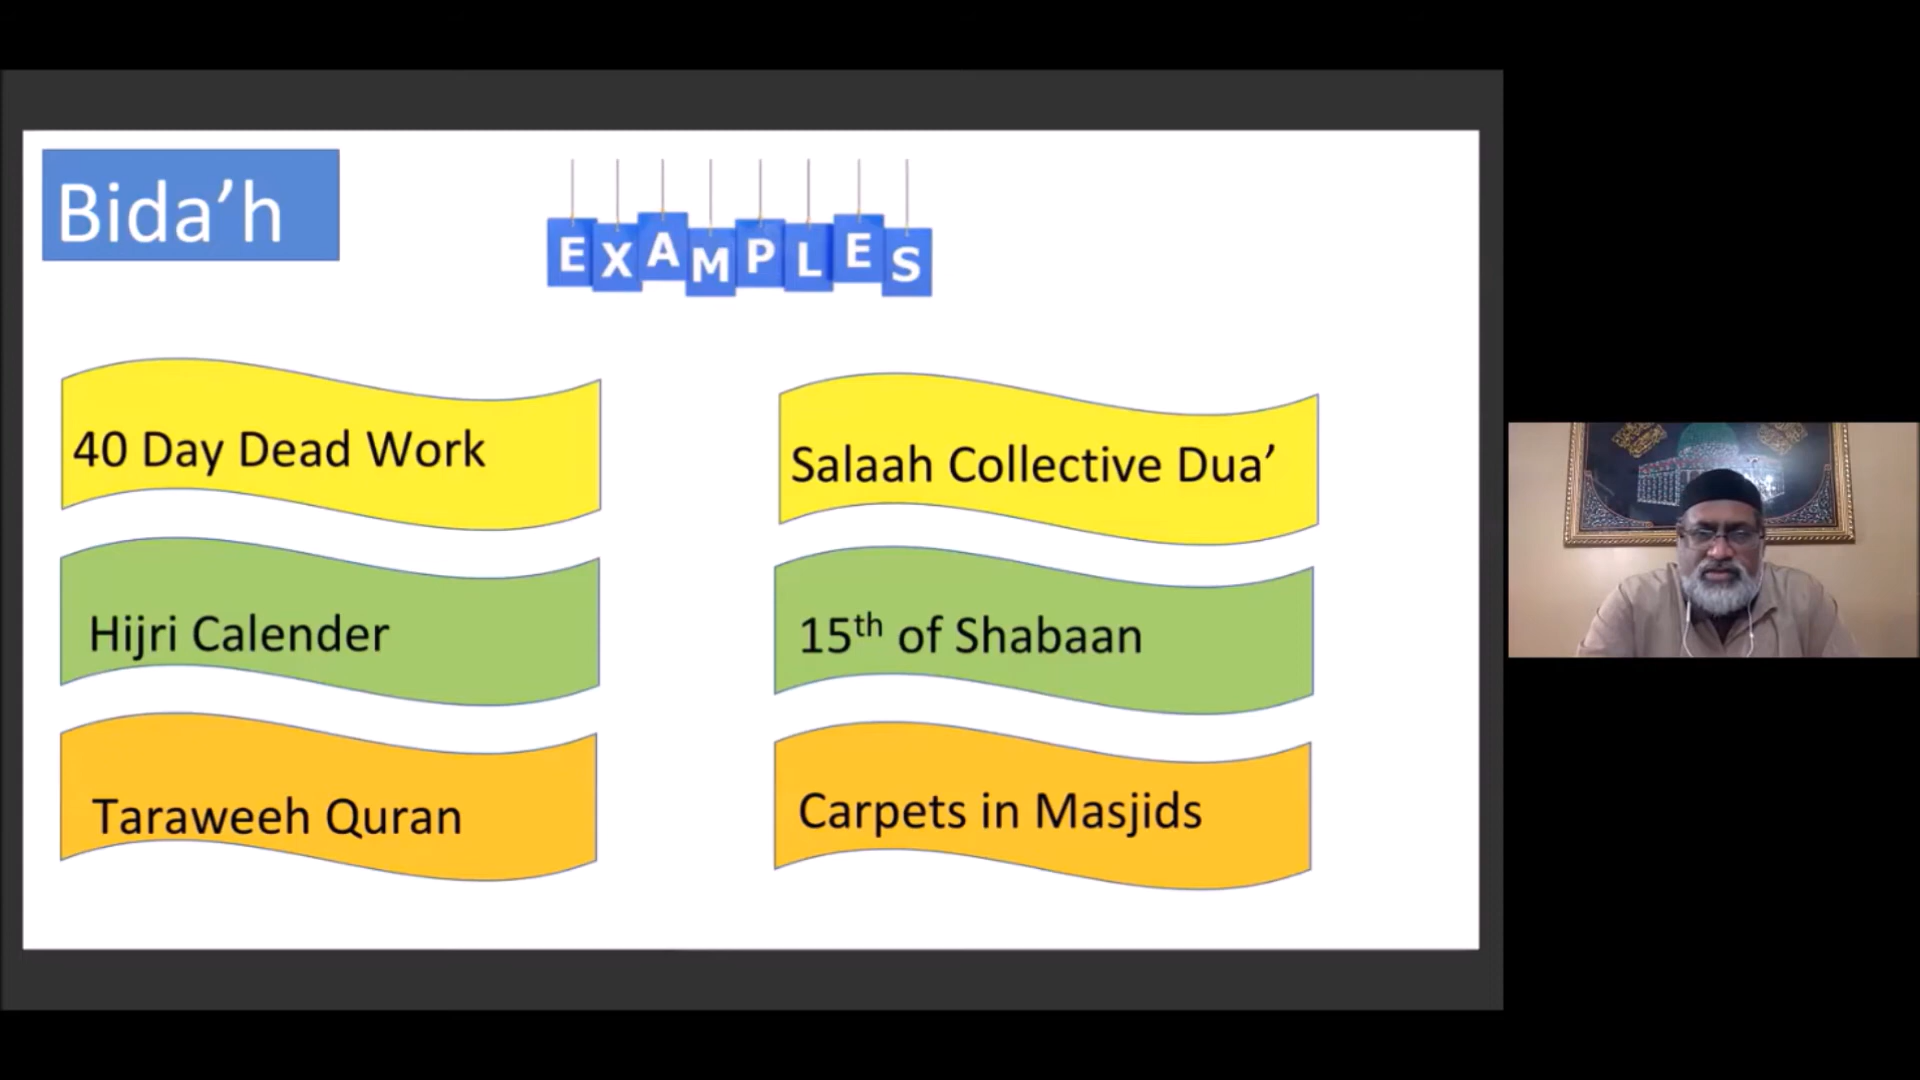 Bida’h
EXAMPLES
40 Day Dead Work
Salaah Collective Dua’
Hijri Calender
15th of Shabaan
Taraweeh Quran
Carpets in Masjids